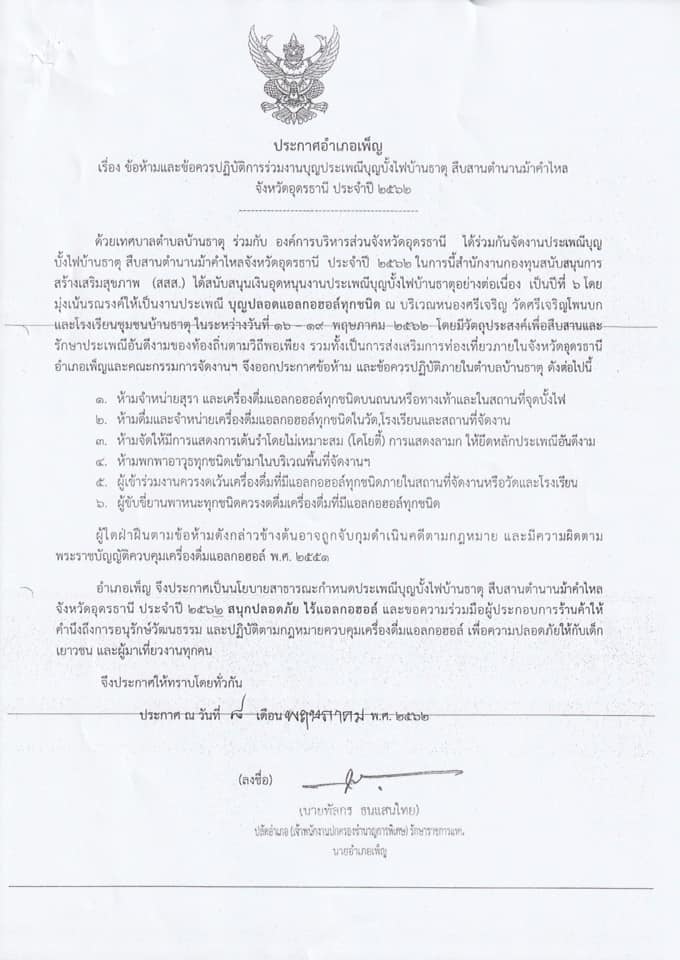 ประกาศอำเภอเพ็ญ
เรื่อง ข้อห้ามและข้อควรปฏิบัติการร่วมงานบุญประเพณีบุญบั้งไฟบ้านธาตุ สืบสานตำนานม้าคำไหล
จังหวัดอุดรธานี ประจำปี ๒๕๖๒
ด้วยเทศบาลตำบลบ้านธาตุ ร่วมกับ องค์การบริหารส่วนจังหวัดอุดรธานี ได้ร่วมกันจัดงานประเพณีบุญ
บั้งไฟบ้านธาตุ สืบสานตำนานม้าคำไหลจังหวัดอุดรธานี ประจำปี ๒๕๖๒ ในการนี้สำนักงานกองทุนสนับสนุนการ
สร้างเสริมสุขภาพ (สสส.) ได้สนับสนุนเงินอุดหนุนงานประเพณีบุญบั้งไฟบ้านธาตุอย่างต่อเนื่อง เป็นปีที่ ๖ โดย
มุ่งเน้นรณรงค์ให้เป็นงานประเพณี บุญปลอดแอลกอฮอล์ทุกชนิด ณ บริเวณหนองศรีเจริญ วัดศรีเจริญโพนบก
และโรงเรียนชุมชนบ้านธาตุ ในระหว่างวันที่ ๑๖ – ๑๙ พฤษภาคม ๒๕๖๒ โดยมีวัตถุประสงค์เพื่อสืบสานและ
รักษาประเพณีอันดีงามของท้องถิ่นตามวิถีพอเพียง รวมทั้งเป็นการส่งเสริมการท่องเที่ยวภายในจังหวัดอุดรธานี
อำเภอเพ็ญและคณะกรรมการจัดงานฯ จึงออกประกาศข้อห้าม และข้อควรปฏิบัติภายในตำบลบ้านธาตุ ดังต่อไปนี้
๑. ห้ามจำหน่ายสุรา และเครื่องดื่มแอลกอฮอล์ทุกชนิดบนถนนหรือทางเท้าและในสถานที่จุดบั้งไฟ
๒. ห้ามดื่มและจำหน่ายเครื่องดื่มแอลกอฮอล์ทุกชนิดในวัด,โรงเรียนและสถานที่จัดงาน
๓. ห้ามจัดให้มีการแสดงการเต้นรำโดยไม่เหมาะสม (โคโยตี้) การแสดงลามก ให้ยึดหลักประเพณีอันดีงาม
๔. ห้ามพกพาอาวุธทุกชนิดเข้ามาในบริเวณพื้นที่จัดงานฯ
๕. ผู้เข้าร่วมงานควรงดเว้นเครื่องดื่มที่มีแอลกอฮอล์ทุกชนิดภายในสถานที่จัดงานหรือวัดและโรงเรียน
๖. ผู้ขับขี่ยานพาหนะทุกชนิดควรงดดื่มเครื่องดื่มที่มีแอลกอฮอล์ทุกชนิด
ผู้ใดฝ่าฝืนตามข้อห้ามดังกล่าวข้างต้นอาจถูกจับกุมดำเนินคดีตามกฎหมาย และมีความผิดตาม
พระราชบัญญัติควบคุมเครื่องดื่มแอลกอฮอล์ พ.ศ. ๒๕๕๑
อำเภอเพ็ญ จึงประกาศเป็นนโยบายสาธารณะกำหนดประเพณีบุญบั้งไฟบ้านธาตุ สืบสานตำนานม้าคำไหล
จังหวัดอุดรธานี ประจำปี ๒๕๖๒ สนุกปลอดภัย ไร้แอลกอฮอล์ และขอความร่วมมือผู้ประกอบการร้านค้าให้
คำนึงถึงการอนุรักษ์วัฒนธรรม และปฏิบัติตามกฎหมายควบคุมเครื่องดื่มแอลกอฮอล์ เพื่อความปลอดภัยให้กับเด็ก
เยาวชน และผู้มาเที่ยวงานทุกคน
จึงประกาศให้ทราบโดยทั่วกัน
ประกาศ ณ วันที่ ๘ เดือน พฤษภาคม พ.ศ. ๒๕๖๒
(ลงชื่อ)
(นายทัลกร ธนแสนไทย)
ปลัดอำเภอ (เจ้าพนักงานปกครองชำนาญการพิเศษ) รักษาราชการแทน
นายอำเภอเพ็ญ